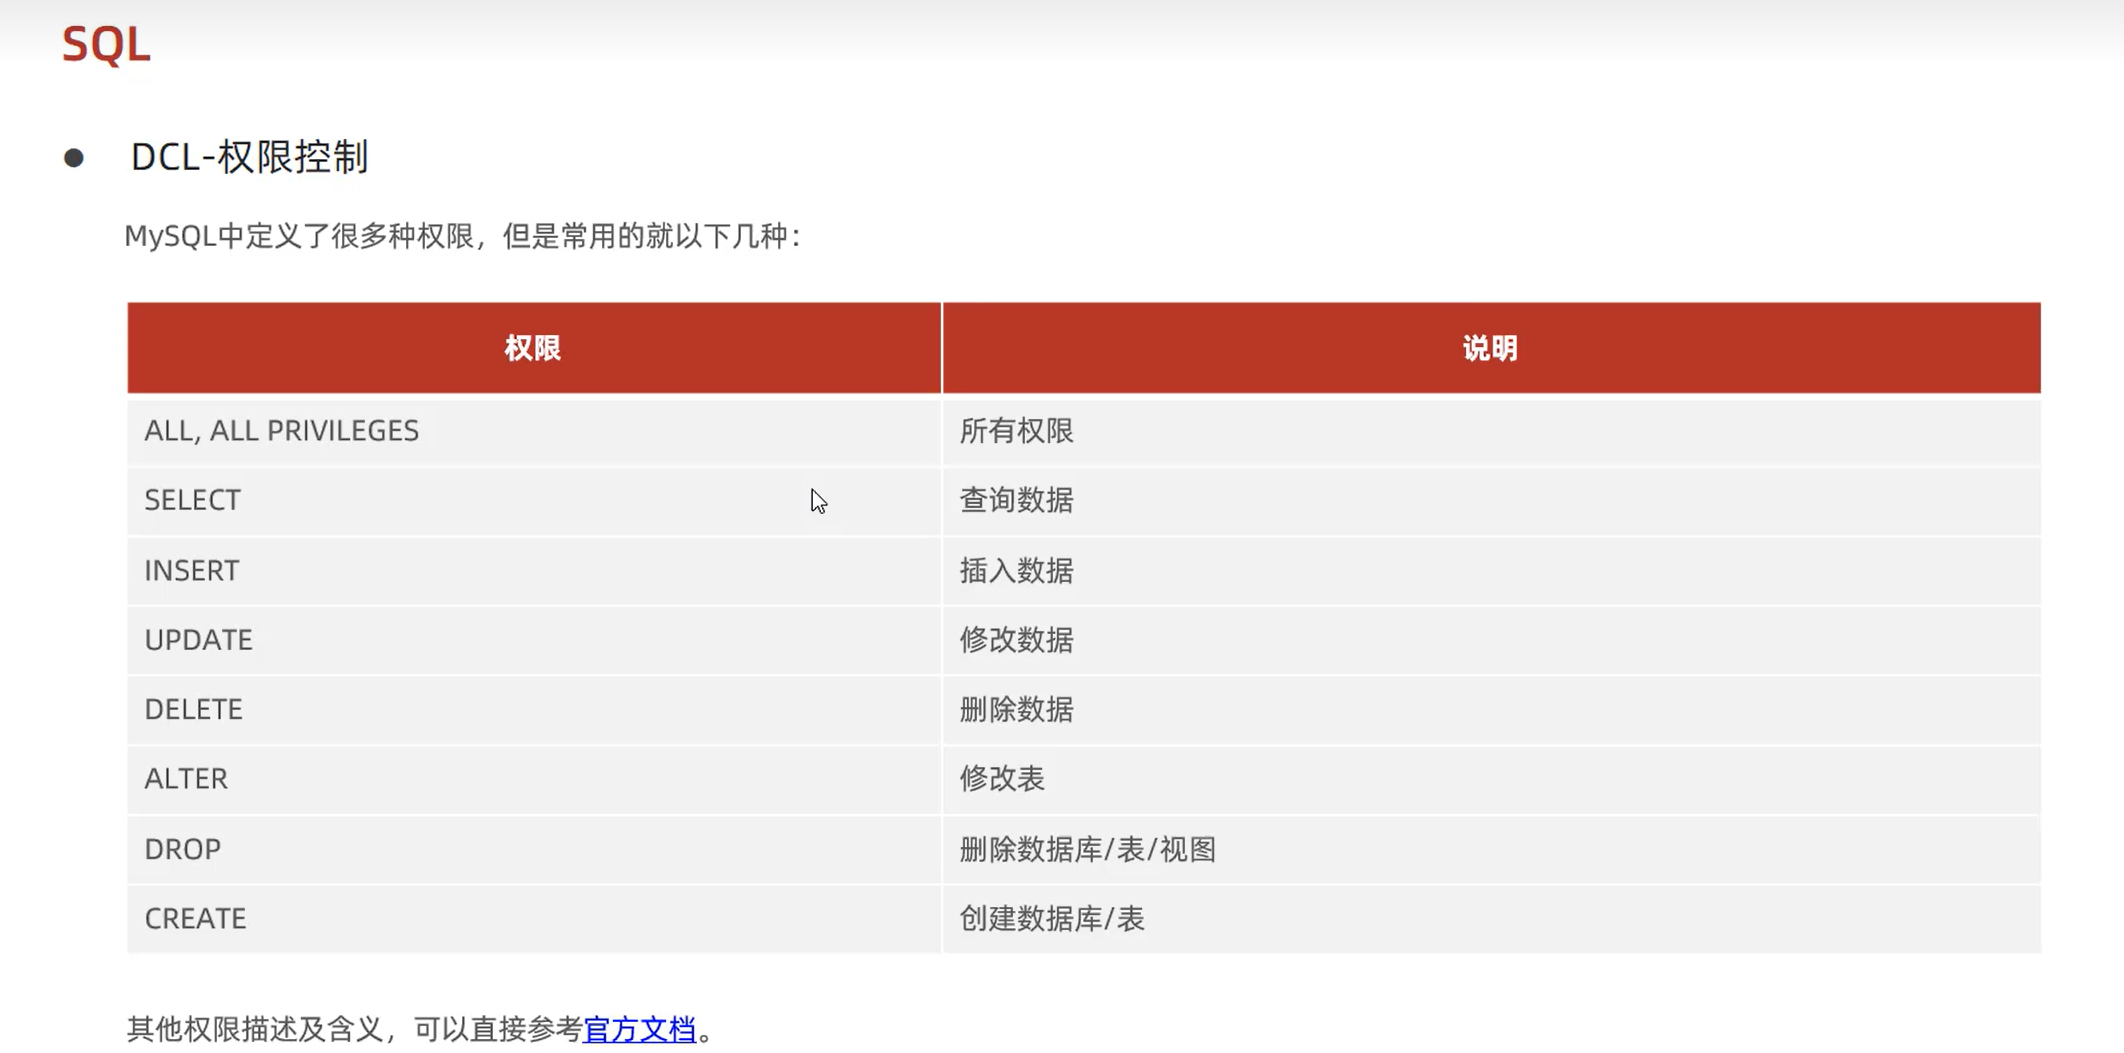 SQL
DCL-权限控制
MySQL中定义了很多种权限，但是常用的就以下几种：
权限 说明
ALL, ALL PRIVILEGES 所有权限
SELECT 查询数据
INSERT 插入数据
UPDATE 修改数据
DELETE 删除数据
ALTER 修改表
DROP 删除数据库/表/视图
CREATE 创建数据库/表
其他权限描述及含义，可以直接参考官方文档。